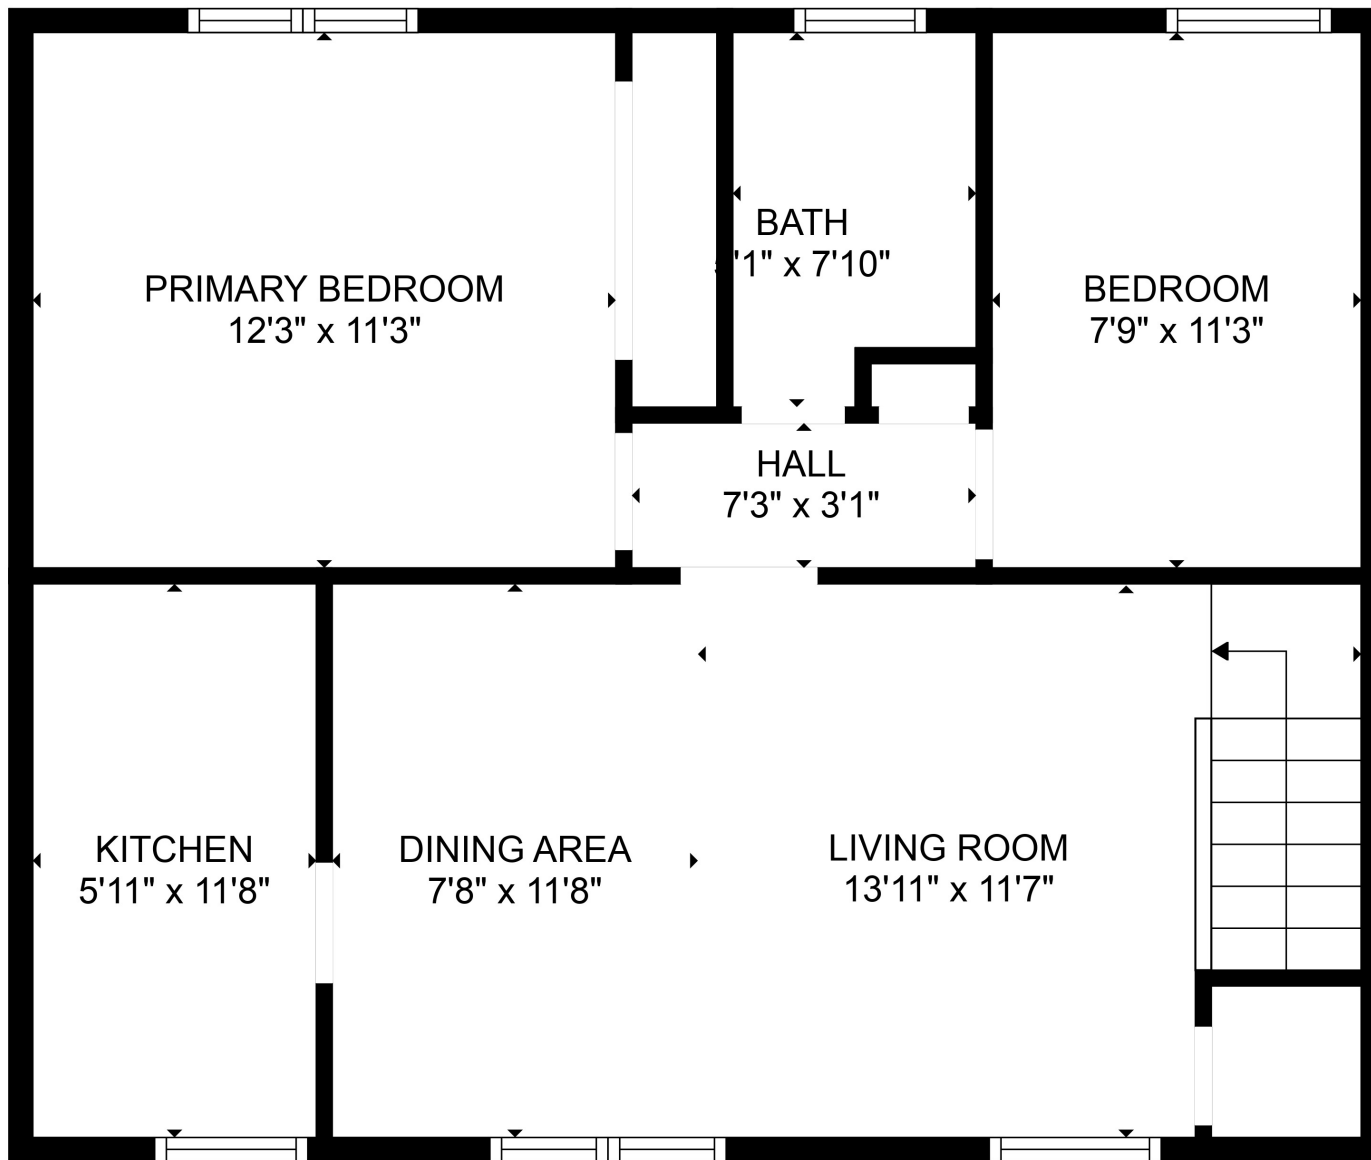 BATH
'1" x 7'10"
PRIMARY BEDROOM
12'3" x 11'3"
BEDROOM
7'9" x 11'3"
HALL
7'3" x 3'1"
KITCHEN
5'11" x 11'8"
DINING AREA
7'8" x 11'8"
LIVING ROOM
13'11" x 11'7"